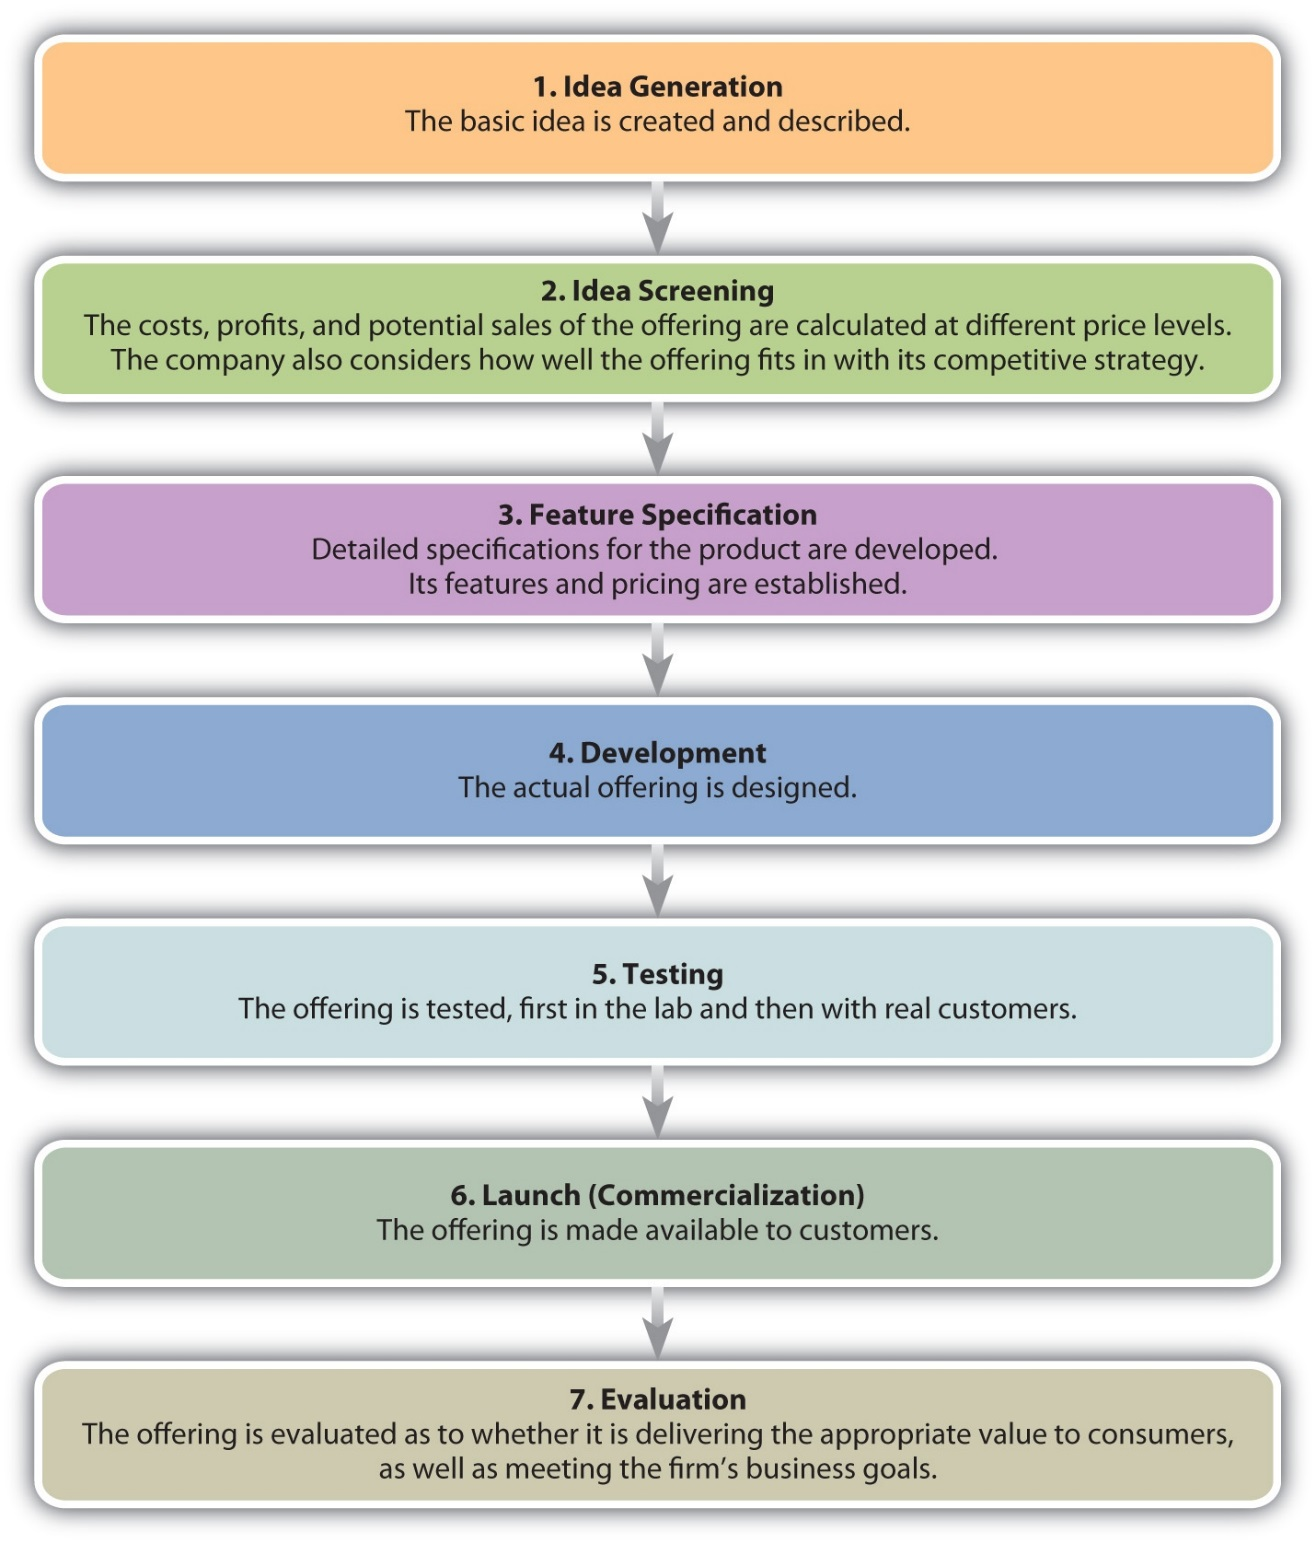 1. Idea Generation
The basic idea is created and described.
2. Idea Screening
The costs, profits, and potential sales of the offering are calculated at different price levels.
The company also considers how well the offering fits in with its competitive strategy.
3. Feature Specification
Detailed specifications for the product are developed.
Its features and pricing are established.
4. Development
The actual offering is designed.
5. Testing
The offering is tested, first in the lab and then with real customers.
6. Launch (Commercialization)
The offering is made available to customers.
7. Evaluation
The offering is evaluated as to whether it is delivering the appropriate value to consumers,
as well as meeting the firm’s business goals.